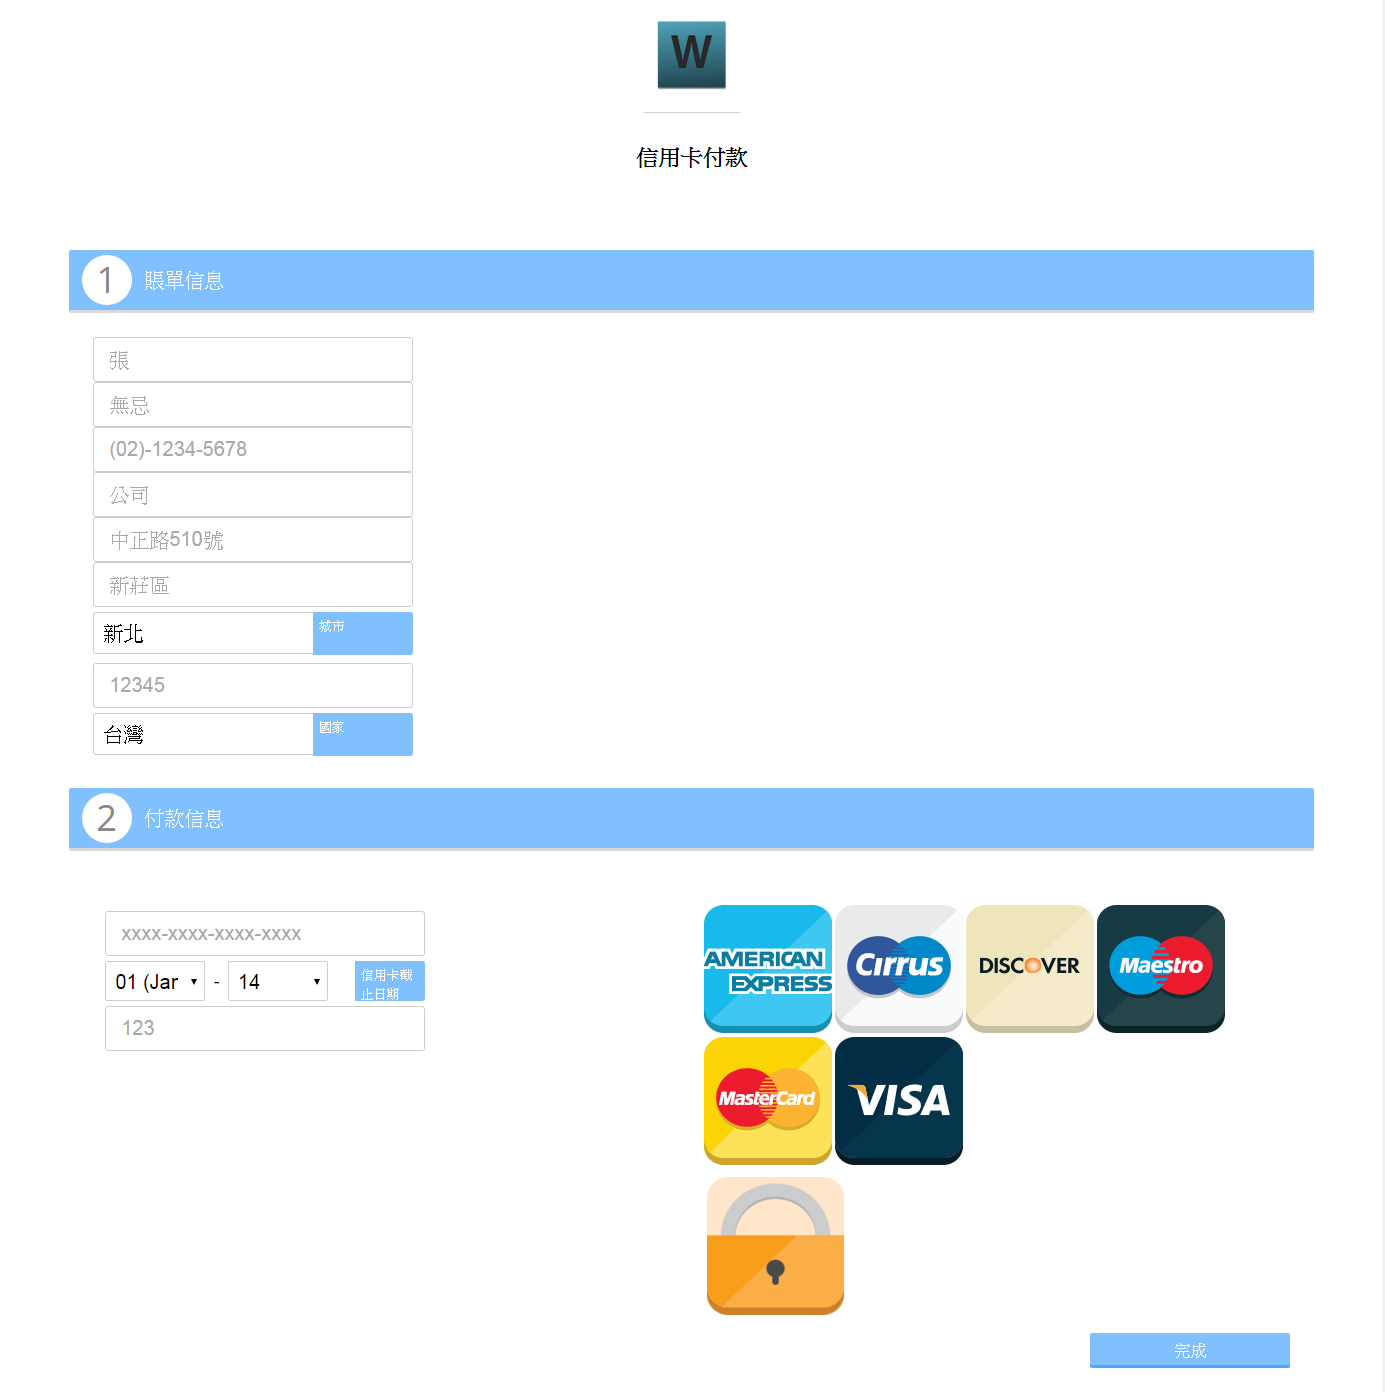 W
信用卡付款
1 賬單信息
張
無忌
(02)-1234-5678
公司
中正路510號
新莊區
新北 城市
12345
台灣 國家
2 付款信息
xxxx-xxxx-xxxx-xxxx
01 (Jan - 14 信用卡截
止日期
123
AMERICAN
EXPRESS
Cirrus
DISCOVER
Maestro
MasterCard
VISA
完成